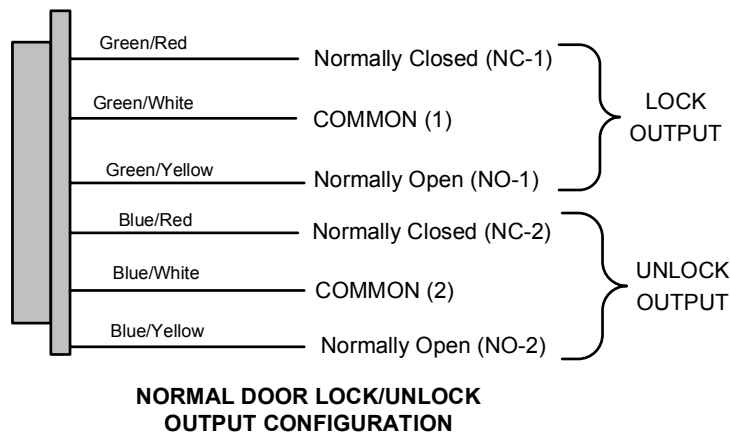 Green/Red
Normally Closed (NC-1)
Green/White
COMMON (1)
Green/Yellow
Normally Open (NO-1)
LOCK
OUTPUT
Blue/Red
Normally Closed (NC-2)
Blue/White
COMMON (2)
Blue/Yellow
Normally Open (NO-2)
UNLOCK
OUTPUT
NORMAL DOOR LOCK/UNLOCK
OUTPUT CONFIGURATION